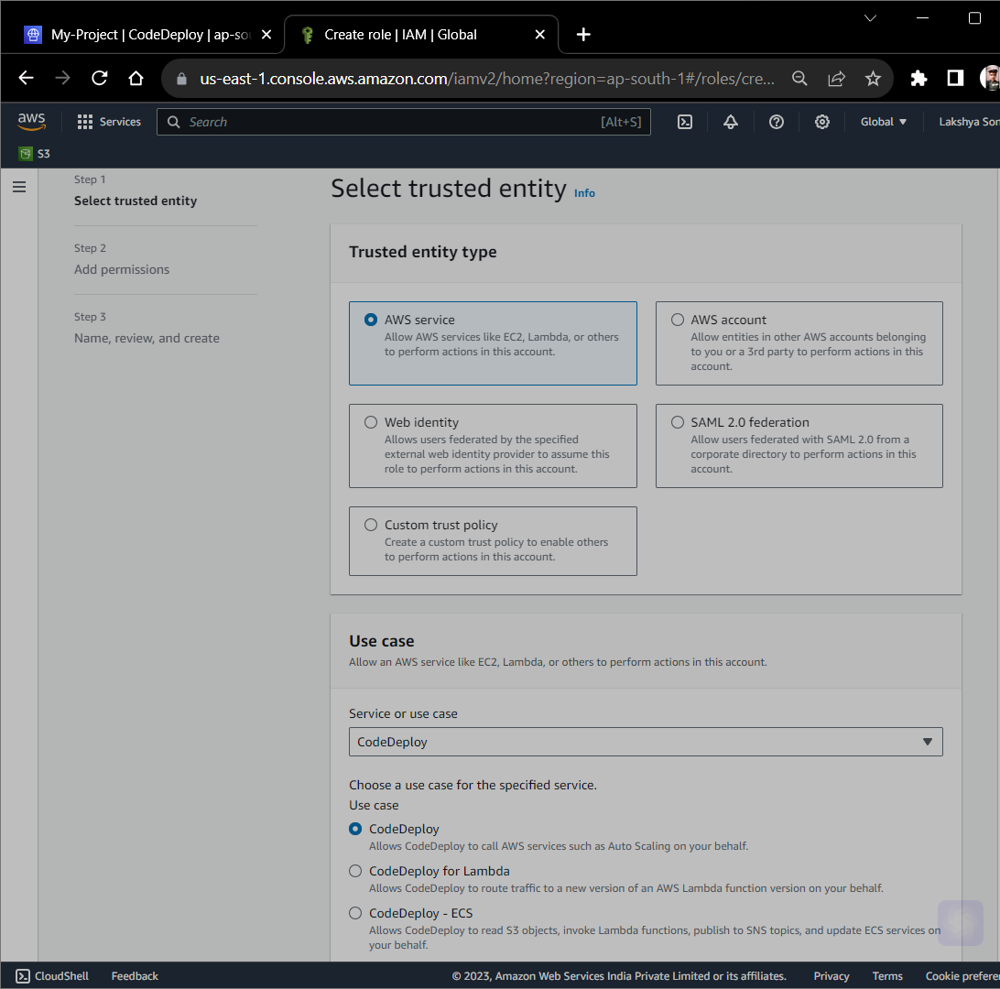 My-Project | CodeDeploy | ap-sou
Create role | IAM | Global
us-east-1.console.aws.amazon.com/iamv2/home?region=ap-south-1#/roles/cre...
aws
Services
Search
[Alt+S]
Global
Lakshya Son
S3
Step 1
Select trusted entity
Step 2
Add permissions
Step 3
Name, review, and create
Select trusted entity Info
Trusted entity type
AWS service
Allow AWS services like EC2, Lambda, or others
to perform actions in this account.
AWS account
Allow entities in other AWS accounts belonging
to you or a 3rd party to perform actions in this
account.
Web identity
Allows users federated by the specified
external web identity provider to assume this
role to perform actions in this account.
SAML 2.0 federation
Allow users federated with SAML 2.0 from a
corporate directory to perform actions in this
account.
Custom trust policy
Create a custom trust policy to enable others
to perform actions in this account.
Use case
Allow an AWS service like EC2, Lambda, or others to perform actions in this account.
Service or use case
CodeDeploy
Choose a use case for the specified service.
Use case
CodeDeploy
Allows CodeDeploy to call AWS services such as Auto Scaling on your behalf.
CodeDeploy for Lambda
Allows CodeDeploy to route traffic to a new version of an AWS Lambda function version on your behalf.
CodeDeploy - ECS
Allows CodeDeploy to read S3 objects, invoke Lambda functions, publish to SNS topics, and update ECS services on
your behalf.
CloudShell
Feedback
© 2023, Amazon Web Services India Private Limited or its affiliates.
Privacy
Terms
Cookie prefere